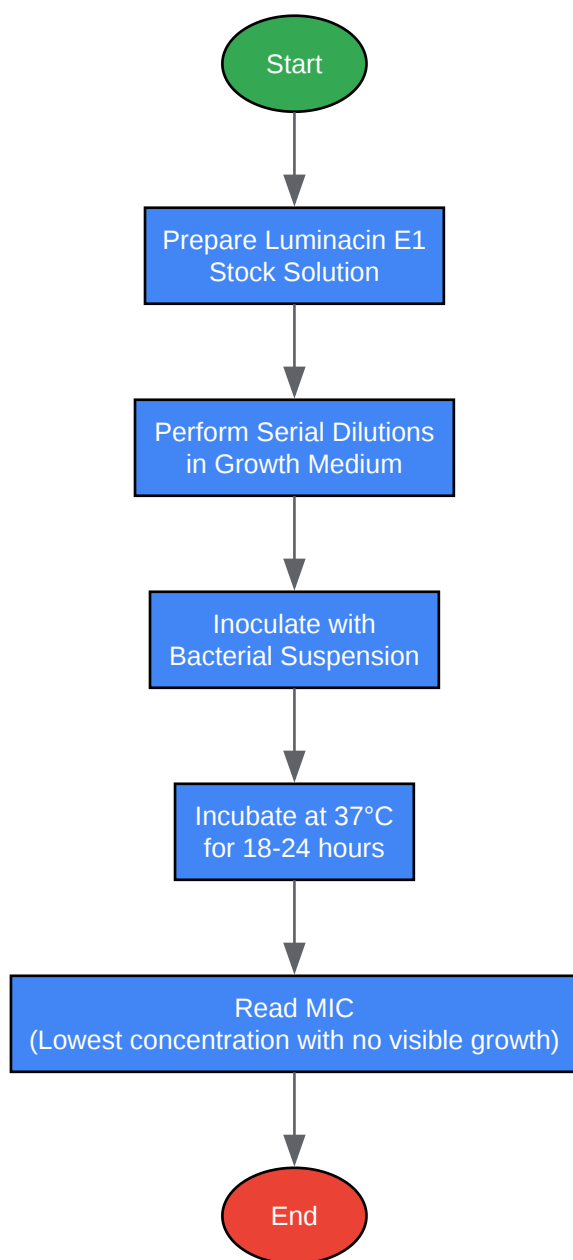 Start
Prepare Luminacin E1
Stock Solution
Perform Serial Dilutions
in Growth Medium
Inoculate with
Bacterial Suspension
Incubate at 37°C
for 18-24 hours
Read MIC
(Lowest concentration with no visible growth)
End